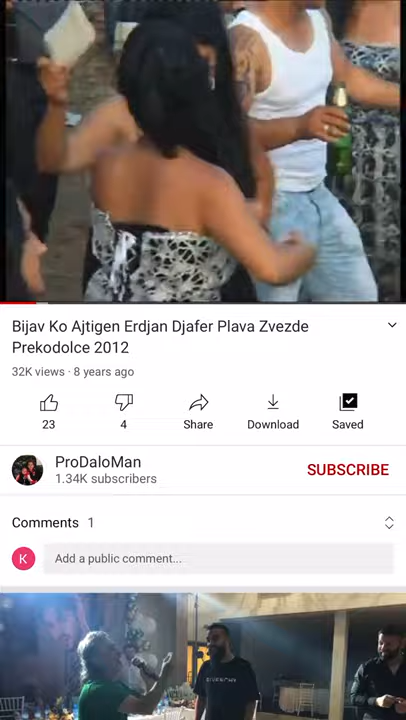 Bijav Ko Ajtigen Erdjan Djafer Plava Zvezde
Prekodolce 2012
32K views · 8 years ago
23
4
Share
Download
Saved
ProDaloMan
1.34K subscribers
SUBSCRIBE
Comments 1
K
Add a public comment...
GIVENCHY